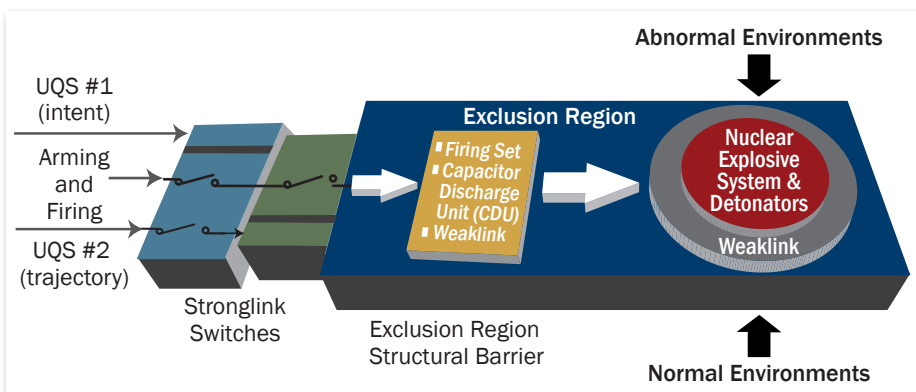 Abnormal Environments
UQS #1
(intent)
Exclusion Region
Arming
and
Firing
Firing Set
Capacitor
Discharge
Unit (CDU)
Weaklink
Nuclear
Explosive
System &
Detonators
Weaklink
UQS #2
(trajectory)
Stronglink
Switches
Exclusion Region
Structural Barrier
Normal Environments